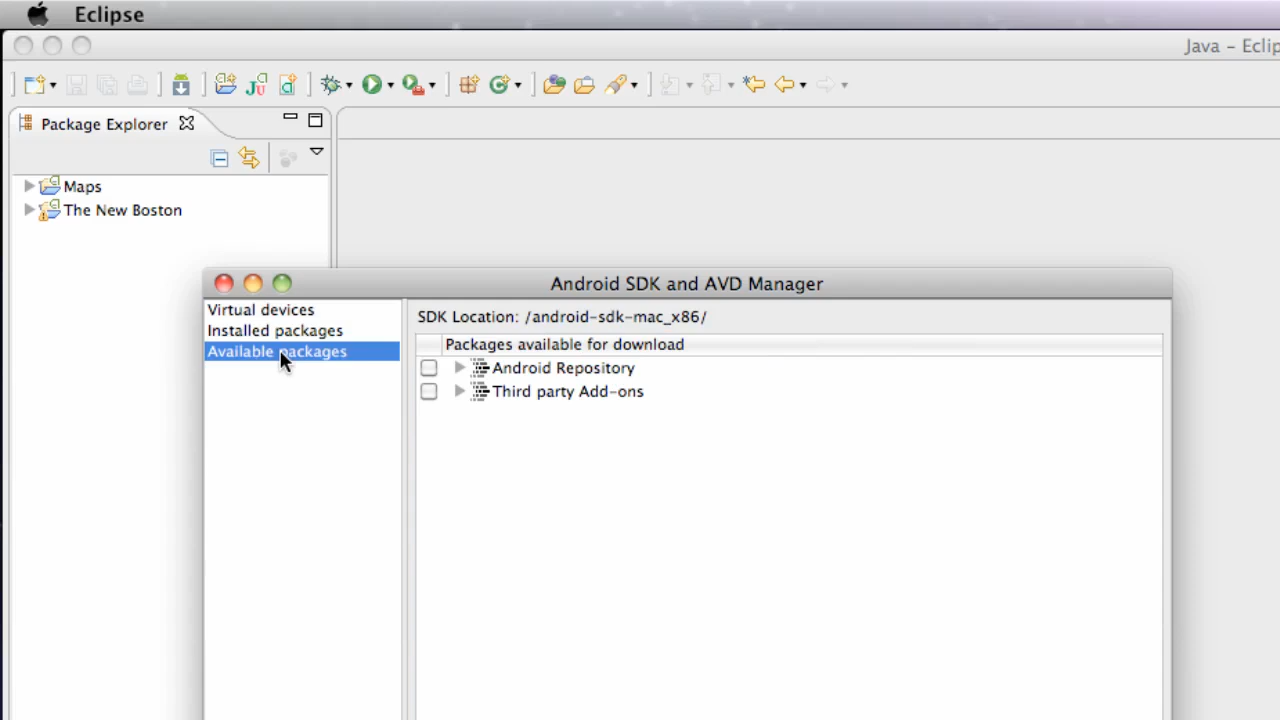 Eclipse
Java – Eclip
Package Explorer
Maps
The New Boston
Android SDK and AVD Manager
Virtual devices
Installed packages
Available packages
SDK Location: /android-sdk-mac_x86/
Packages available for download
Android Repository
Third party Add-ons